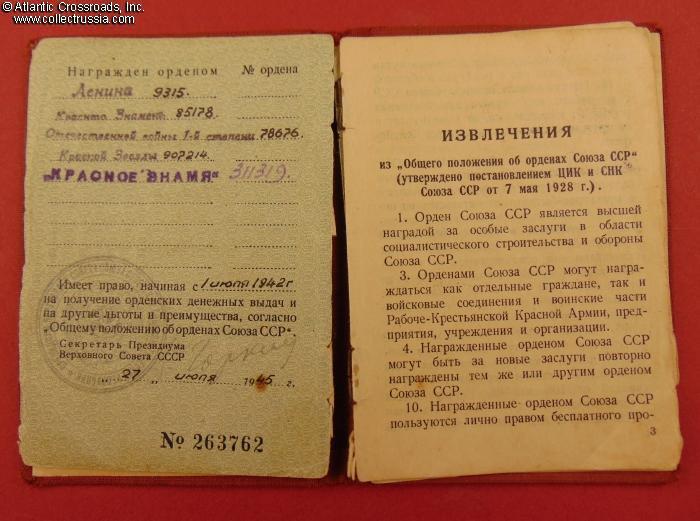 © Atlantic Crossroads, Inc.
www.collectrussia.com
Награжден орденом № ордена
Ленина 9315.
Красного Знамени 85178.
Отечественной войны 1-й степени 78676.
Красной Звезды 907214.
„КРАСНОЕ ЗНАМЯ“ 311319.
Имеет право, начиная с 1 июля 1942 г
на получение орденских денежных выдач и
на другие льготы и преимущества, согласно
„Общему положению об орденах Союза ССР“.
Секретарь Президиума
Верховного Совета СССР
„27„ июля 1945 г.
№ 263762
ИЗВЛЕЧЕНИЯ
из „Общего положения об орденах Союза ССР“
(утверждено постановлением ЦИК и СНК
Союза ССР от 7 мая 1928 г.).
1. Орден Союза ССР является высшей
наградой за особые заслуги в области
социалистического строительства и обороны
Союза ССР.
3. Орденами Союза ССР могут награж-
даться как отдельные граждане, так и
войсковые соединения и воинские части
Рабоче-Крестьянской Красной Армии, пред-
приятия, учреждения и организации.
4. Награжденные орденом Союза ССР
могут быть за новые заслуги повторно
награждены тем же или другим орденом
Союза ССР.
10. Награжденные орденом Союза ССР
пользуются лично правом бесплатного про-
3